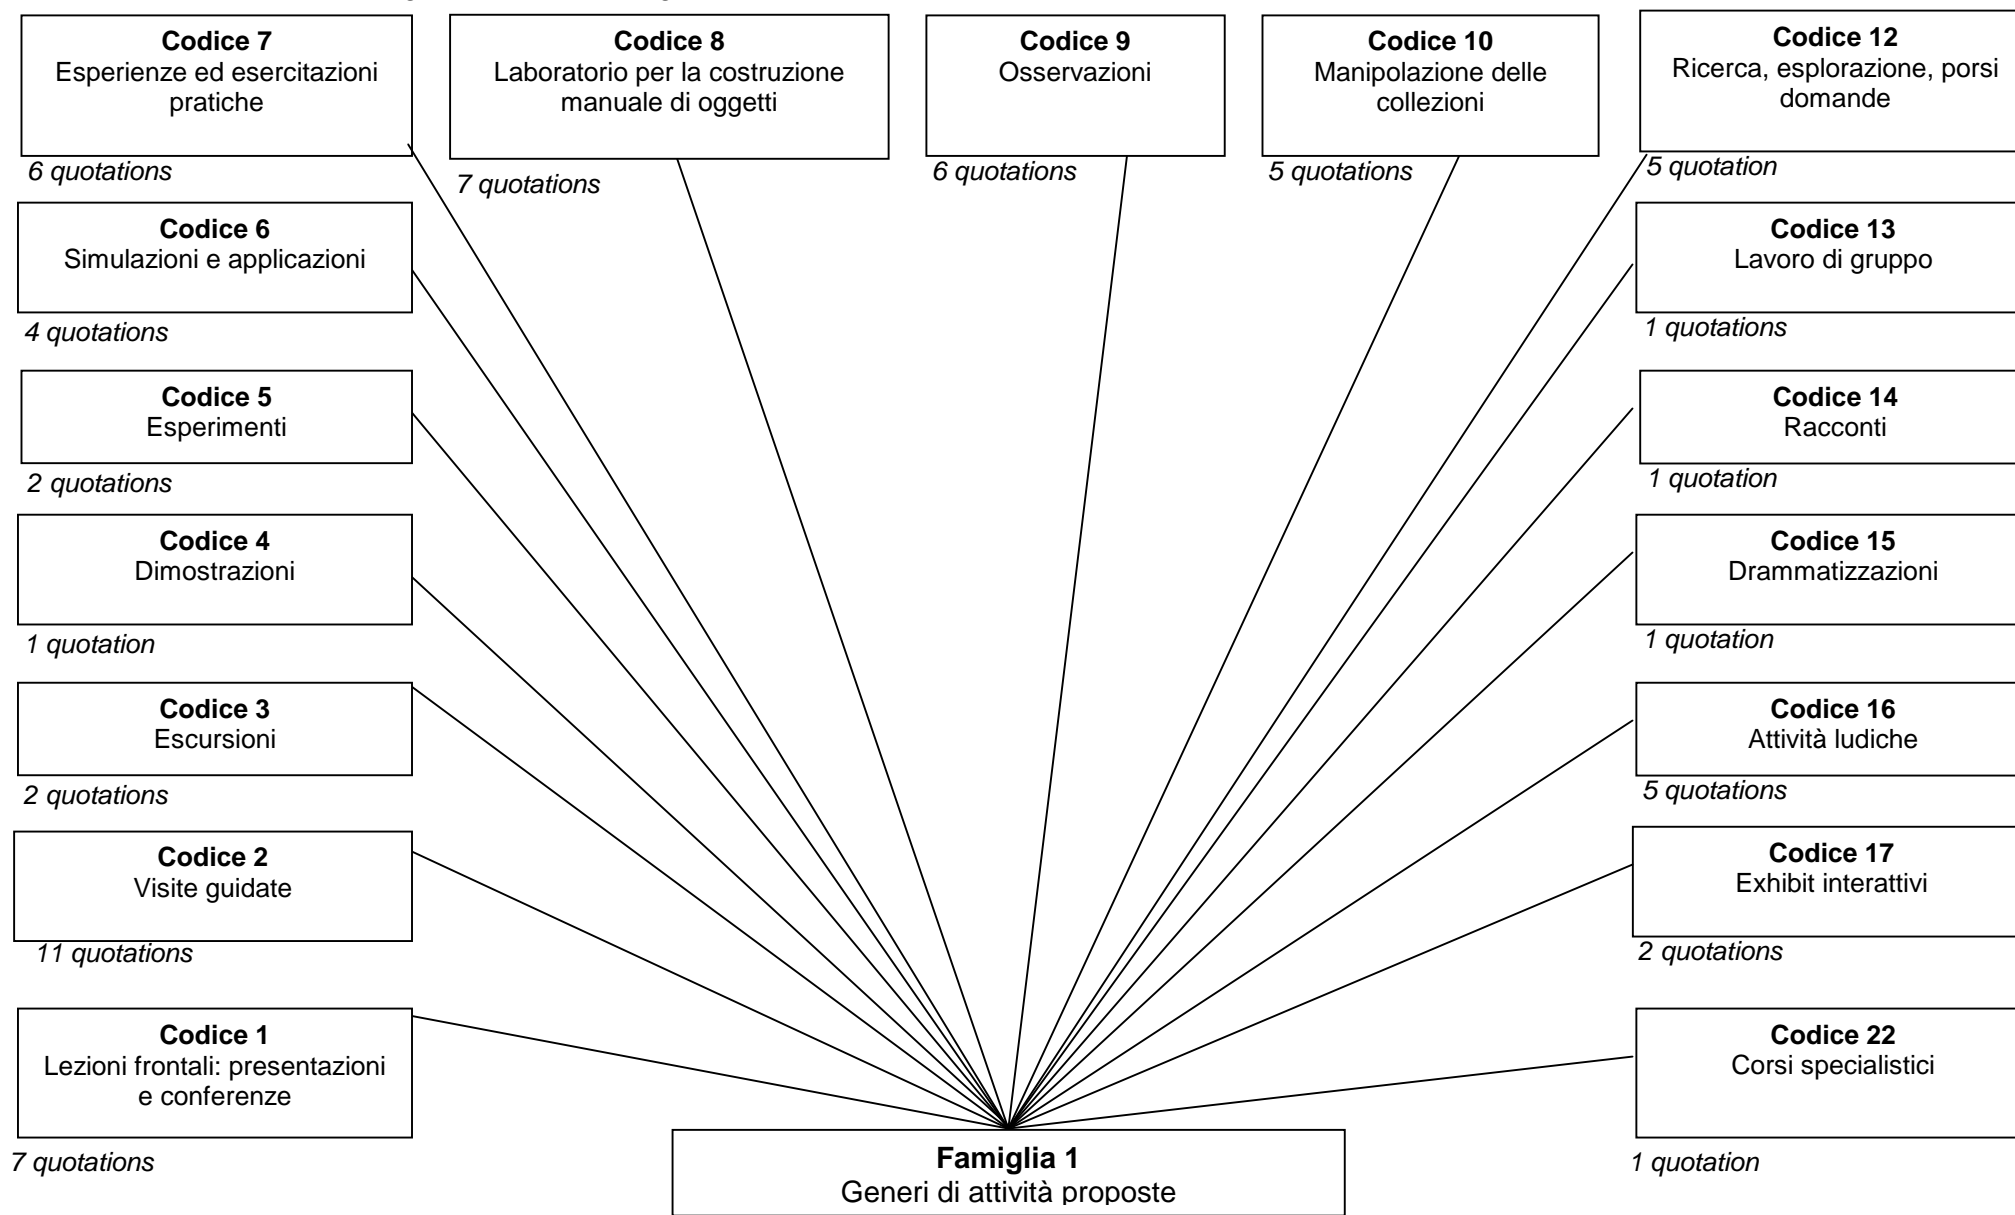 Codice 7
Esperienze ed esercitazioni
pratiche
6 quotations
Codice 8
Laboratorio per la costruzione
manuale di oggetti
7 quotations
Codice 9
Osservazioni
6 quotations
Codice 10
Manipolazione delle
collezioni
5 quotations
Codice 12
Ricerca, esplorazione, porsi
domande
5 quotation
Codice 6
Simulazioni e applicazioni
4 quotations
Codice 13
Lavoro di gruppo
1 quotations
Codice 5
Esperimenti
2 quotations
Codice 14
Racconti
1 quotation
Codice 4
Dimostrazioni
1 quotation
Codice 15
Drammatizzazioni
1 quotation
Codice 3
Escursioni
2 quotations
Codice 16
Attività ludiche
5 quotations
Codice 2
Visite guidate
11 quotations
Codice 17
Exhibit interattivi
2 quotations
Codice 1
Lezioni frontali: presentazioni
e conferenze
7 quotations
Codice 22
Corsi specialistici
1 quotation
Famiglia 1
Generi di attività proposte